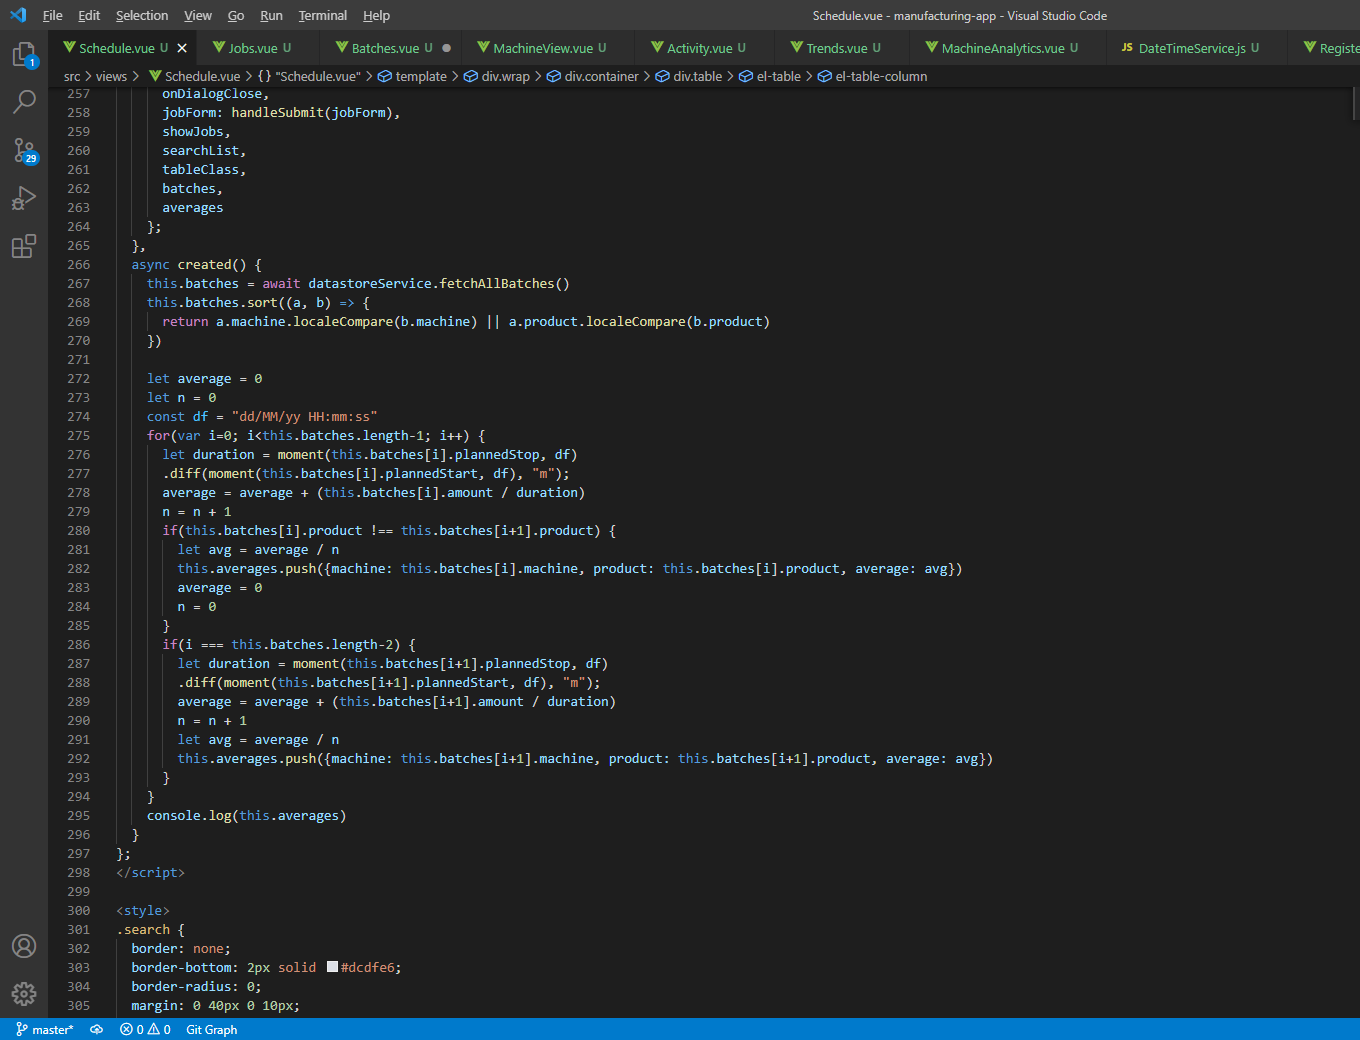 File Edit Selection View Go Run Terminal Help Schedule.vue - manufacturing-app - Visual Studio Code
Schedule.vue U Jobs.vue U Batches.vue U MachineView.vue U Activity.vue U Trends.vue U MachineAnalytics.vue U JS DateTimeService.js U Registe
src > views > Schedule.vue > {} "Schedule.vue" > template > div.wrap > div.container > div.table > el-table > el-table-column
1
29
257 onDialogClose,
258 jobForm: handleSubmit(jobForm),
259 showJobs,
260 searchList,
261 tableClass,
262 batches,
263 averages
264 };
265 },
266 async created() {
267 this.batches = await datastoreService.fetchAllBatches()
268 this.batches.sort((a, b) => {
269 return a.machine.localeCompare(b.machine) || a.product.localeCompare(b.product)
270 })
271
272 let average = 0
273 let n = 0
274 const df = "dd/MM/yy HH:mm:ss"
275 for(var i=0; i<this.batches.length-1; i++) {
276 let duration = moment(this.batches[i].plannedStop, df)
277 .diff(moment(this.batches[i].plannedStart, df), "m");
278 average = average + (this.batches[i].amount / duration)
279 n = n + 1
280 if(this.batches[i].product !== this.batches[i+1].product) {
281 let avg = average / n
282 this.averages.push({machine: this.batches[i].machine, product: this.batches[i].product, average: avg})
283 average = 0
284 n = 0
285 }
286 if(i === this.batches.length-2) {
287 let duration = moment(this.batches[i+1].plannedStop, df)
288 .diff(moment(this.batches[i+1].plannedStart, df), "m");
289 average = average + (this.batches[i+1].amount / duration)
290 n = n + 1
291 let avg = average / n
292 this.averages.push({machine: this.batches[i+1].machine, product: this.batches[i+1].product, average: avg})
293 }
294 }
295 console.log(this.averages)
296 }
297 };
298 </script>
299
300 <style>
301 .search {
302 border: none;
303 border-bottom: 2px solid #dcdfe6;
304 border-radius: 0;
305 margin: 0 40px 0 10px;
master* 0 0 Git Graph